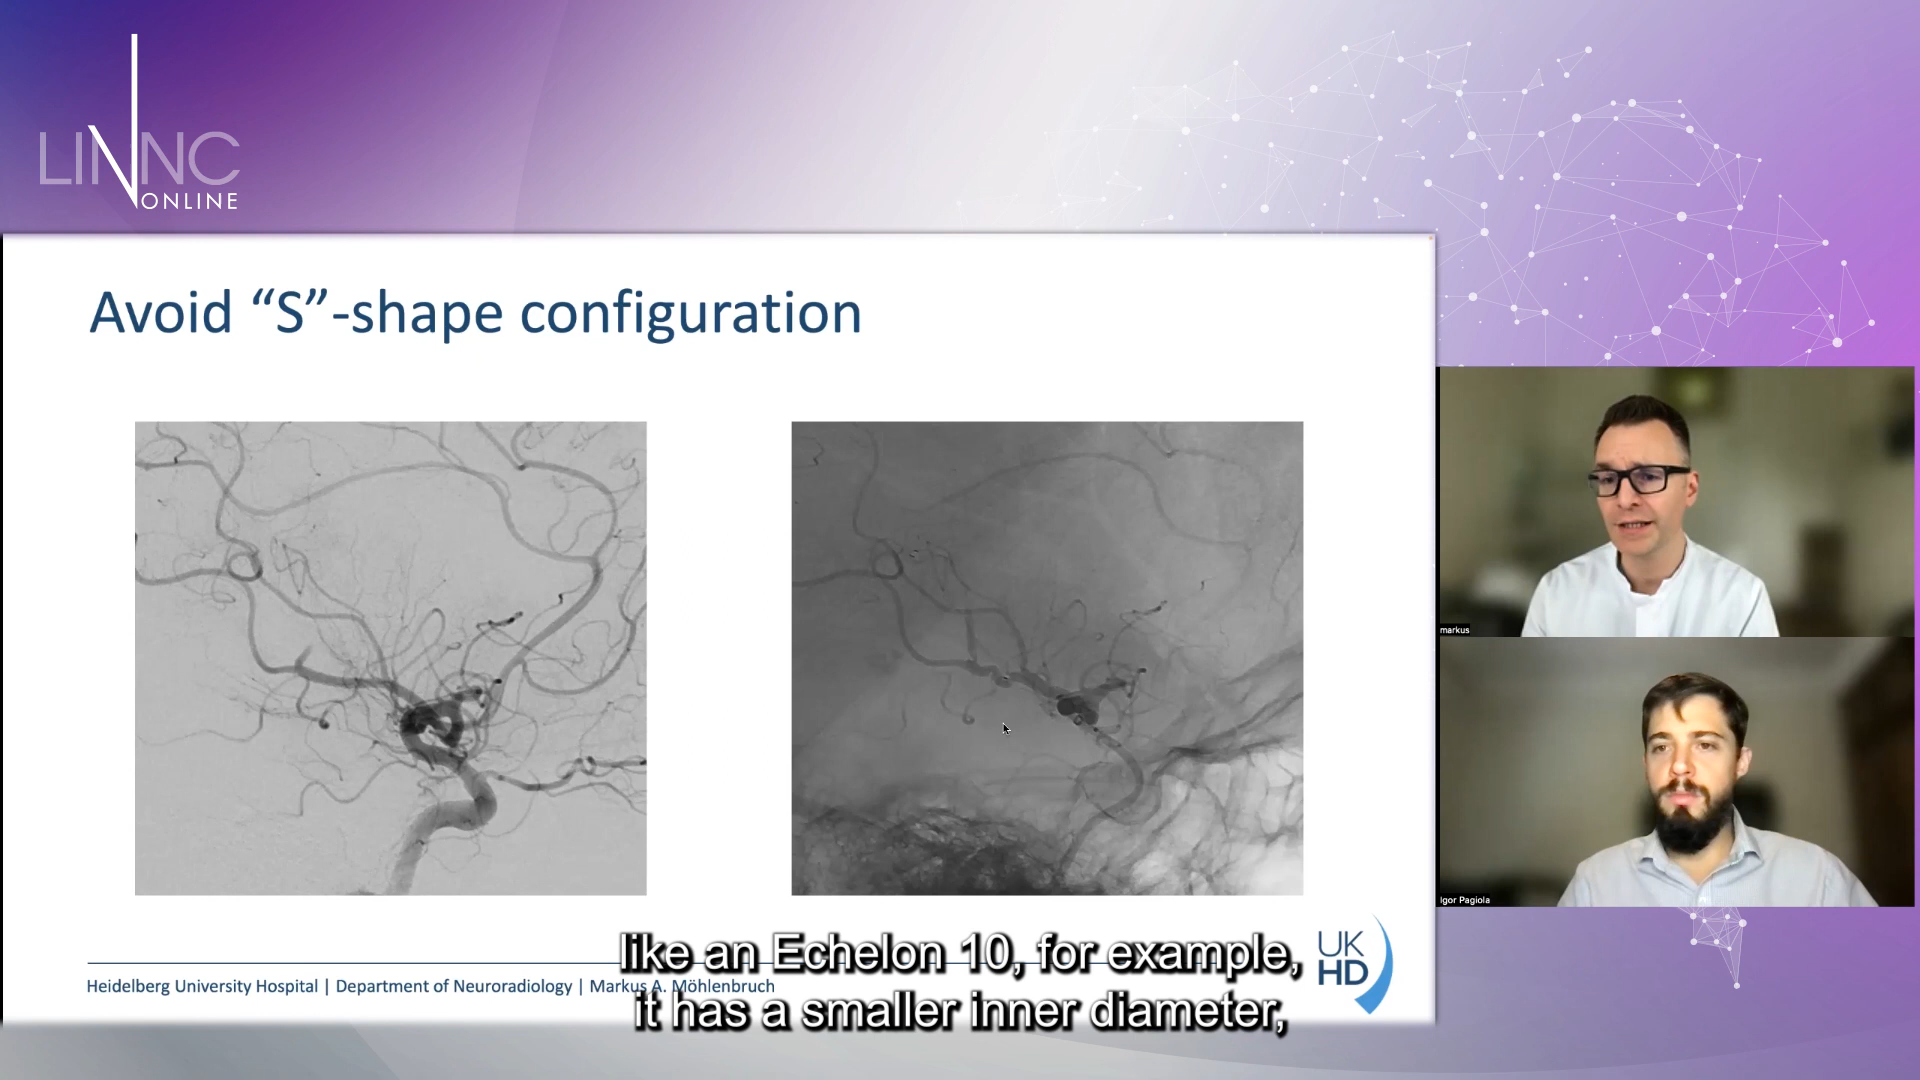 LINNC
ONLINE
Avoid “S”-shape configuration
markus
Igor Pagiola
like an Echelon 10, for example,
it has a smaller inner diameter,
Heidelberg University Hospital | Department of Neuroradiology | Markus A. Möhlenbruch
UK
HD